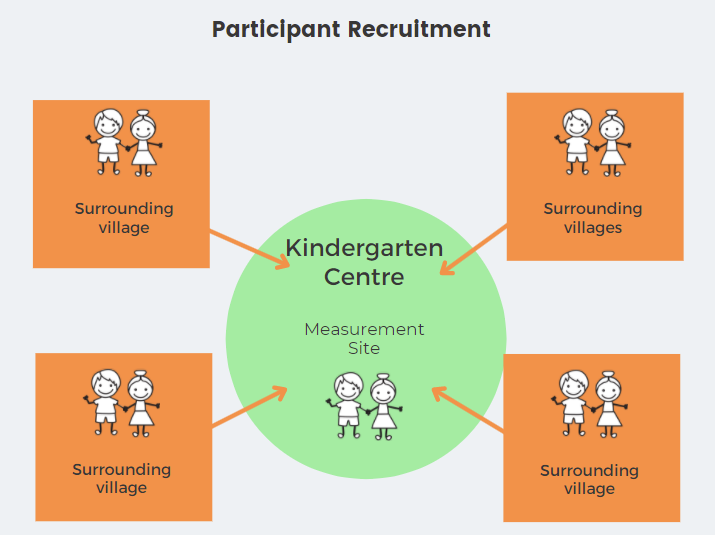 Participant Recruitment
Surrounding
village
Surrounding
villages
Kindergarten
Centre
Measurement
Site
Surrounding
village
Surrounding
village